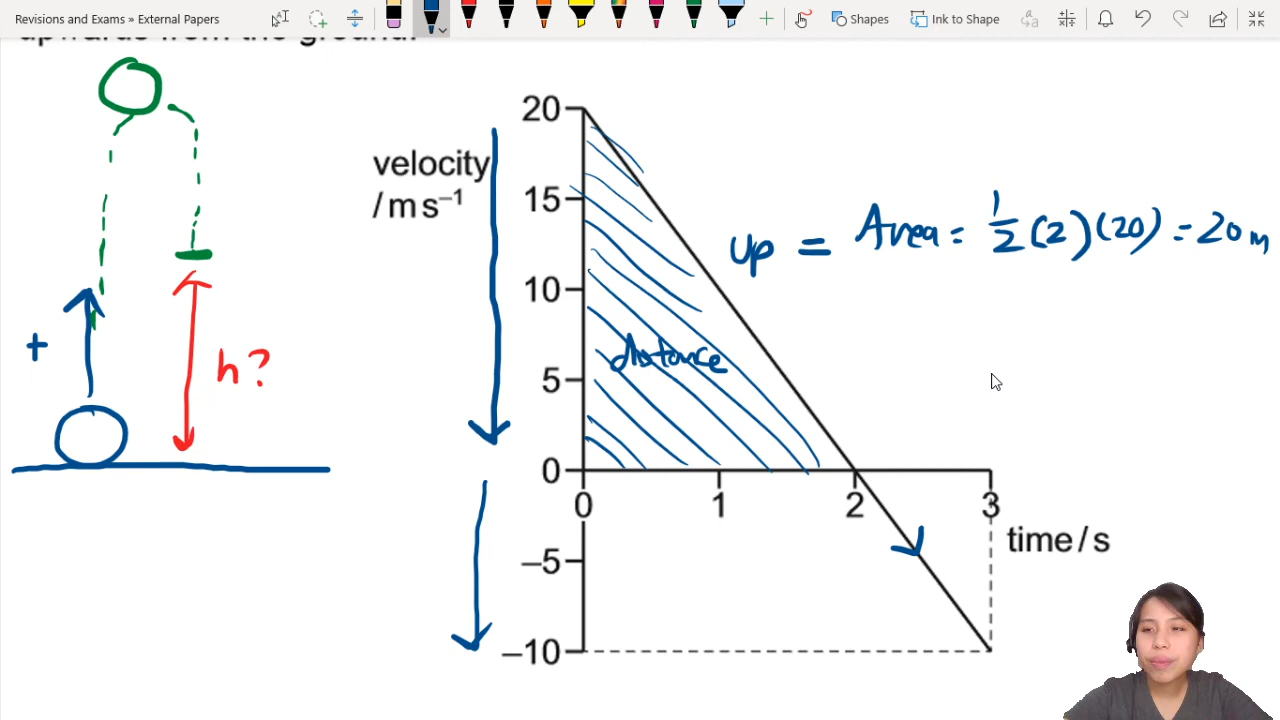 Revisions and Exams » External Papers
Shapes
Ink to Shape
upwards from the ground.
20
velocity
/ m s⁻¹
15
up = Area = 1/2 (2)(20) = 20m
10
distance
5
+
h?
0
0 1 2 3
time / s
–5
–10